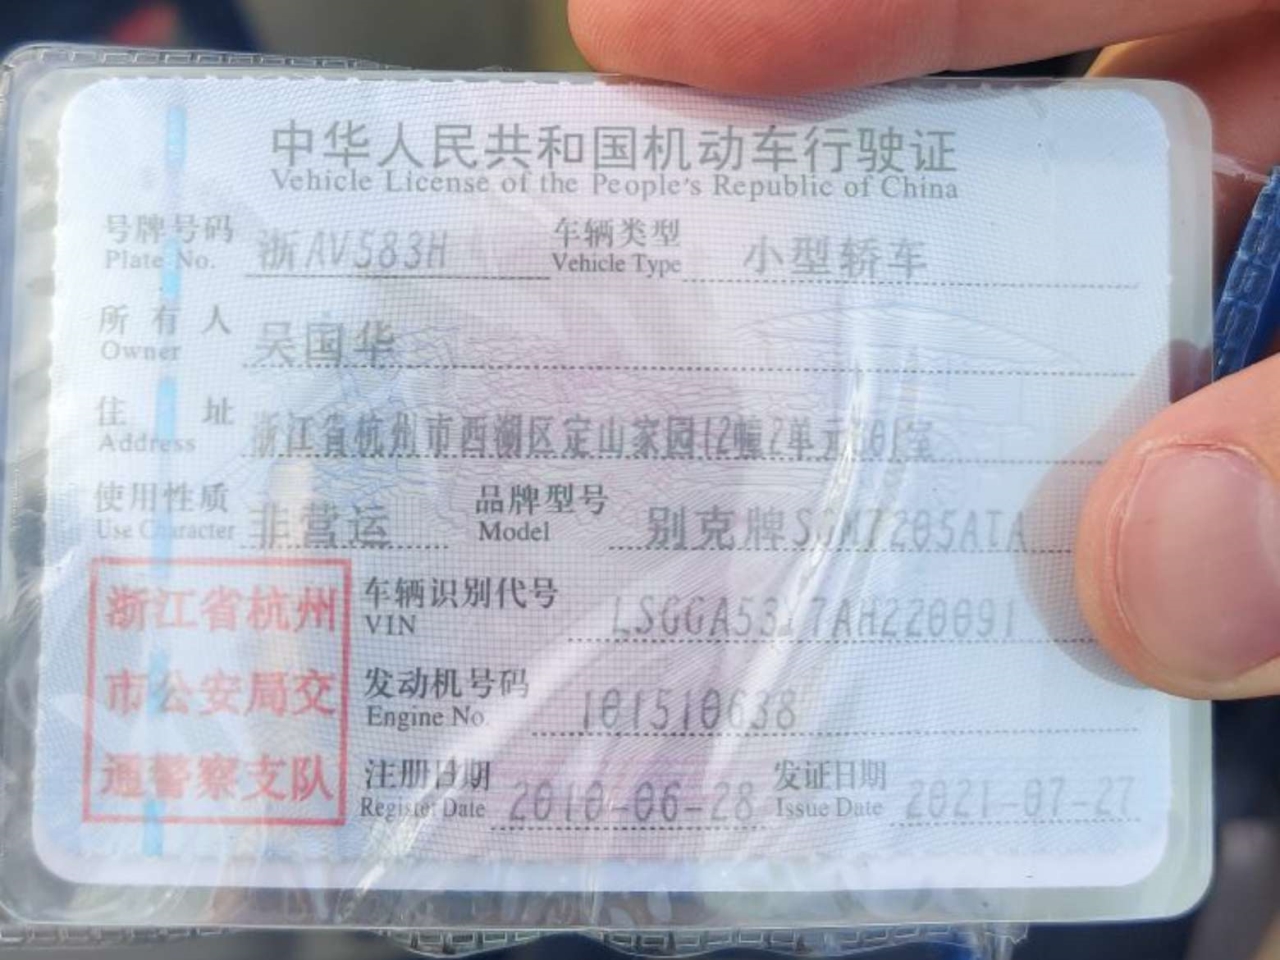 中华人民共和国机动车行驶证
Vehicle License of the People's Republic of China
号牌号码 浙AV583H 车辆类型 小型轿车
Plate No. Vehicle Type
所有人 吴国华
Owner
住址 浙江省杭州市西湖区定山家园12幢2单元301室
Address
使用性质 非营运 品牌型号 别克牌SGM7205ATA
Use Character Model
浙江省杭州
市公安局交
通警察支队
车辆识别代号
VIN
发动机号码 101510638
Engine No.
注册日期 2010-06-28 发证日期 2021-07-27
Register Date Issue Date